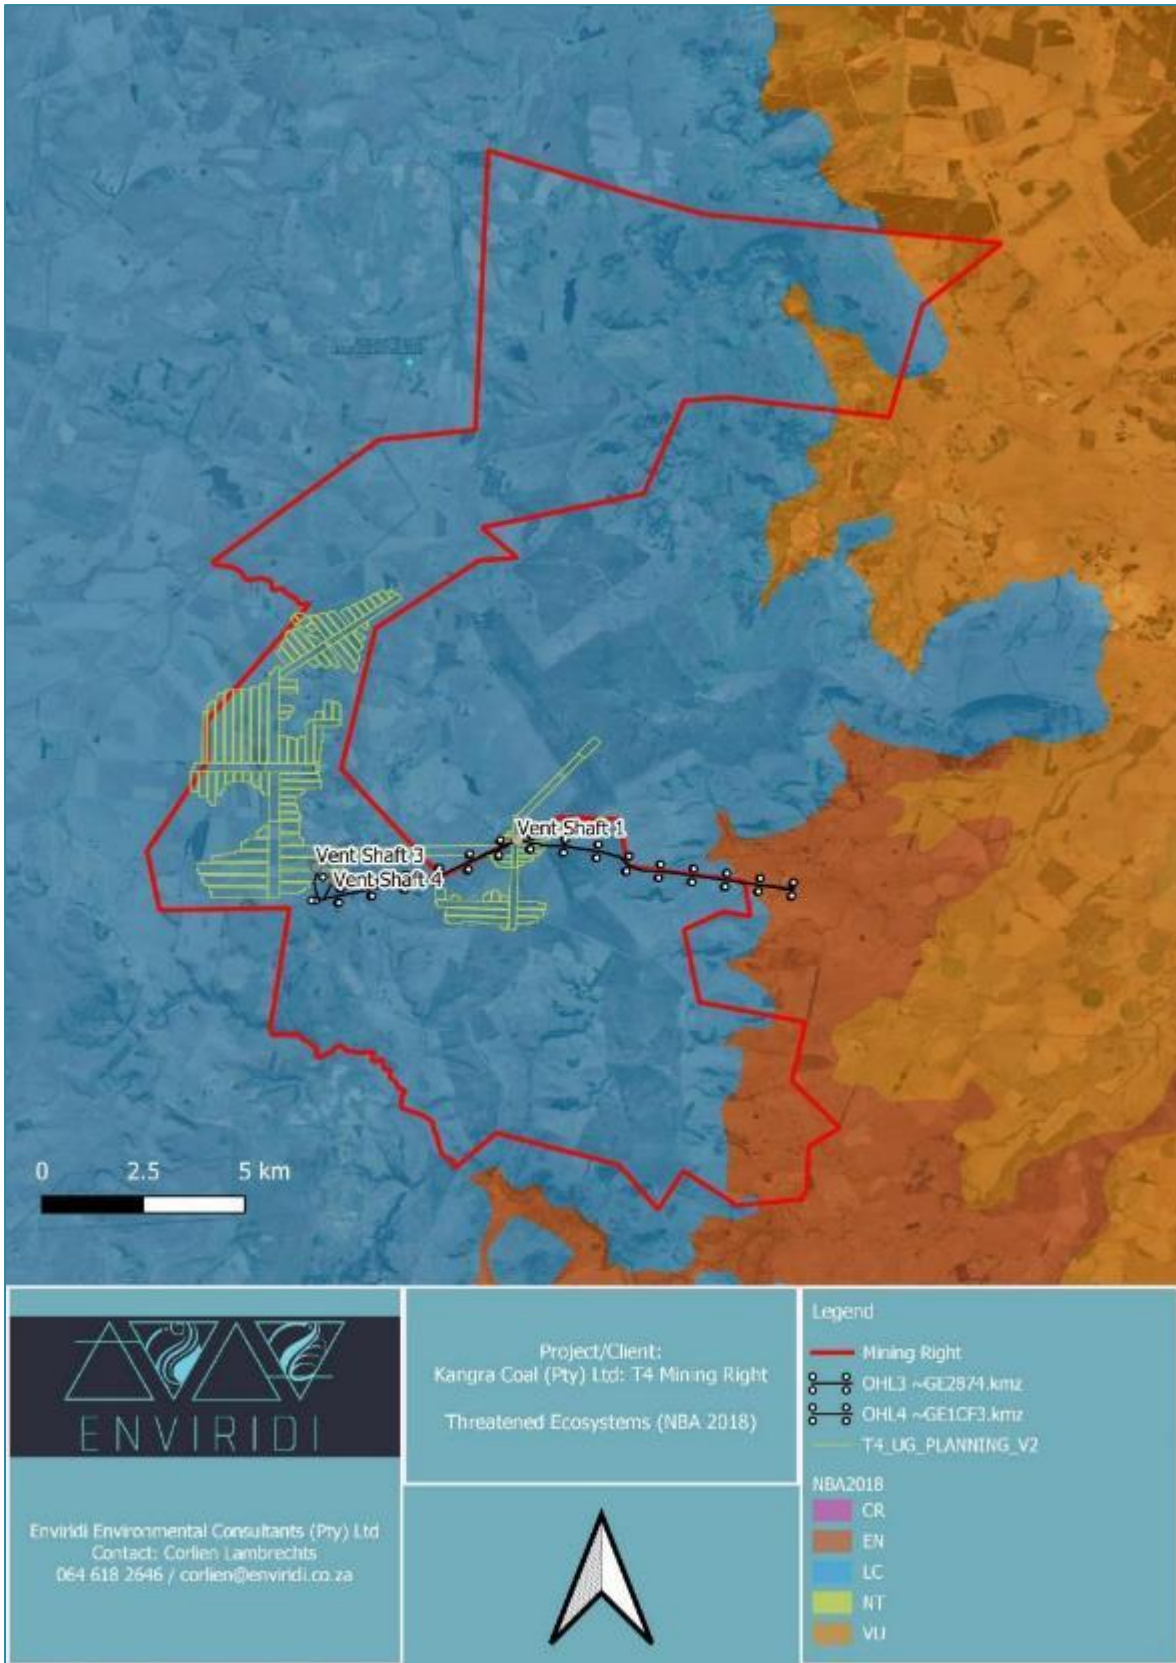 Vent Shaft 1
Vent Shaft 3
Vent Shaft 4
0 2.5 5 km
ENVIRIDI
Enviridi Environmental Consultants (Pty) Ltd
Contact: Corlien Lambrechts
064 618 2646 / corlien@enviridi.co.za
Project/Client:
Kangra Coal (Pty) Ltd: T4 Mining Right
Threatened Ecosystems (NBA 2018)
Legend
Mining Right
OHL3 ~GE2874.kmz
OHL4 ~GE1CF3.kmz
T4_UG_PLANNING_V2
NBA2018
CR
EN
LC
NT
VU